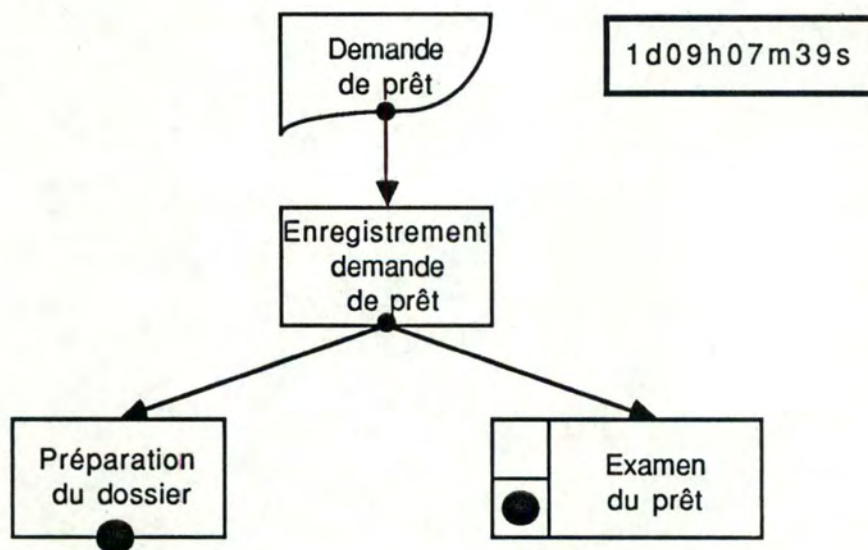 Demande
de prêt
1d09h07m39s
Enregistrement
demande
de prêt
Préparation
du dossier
Examen
du prêt